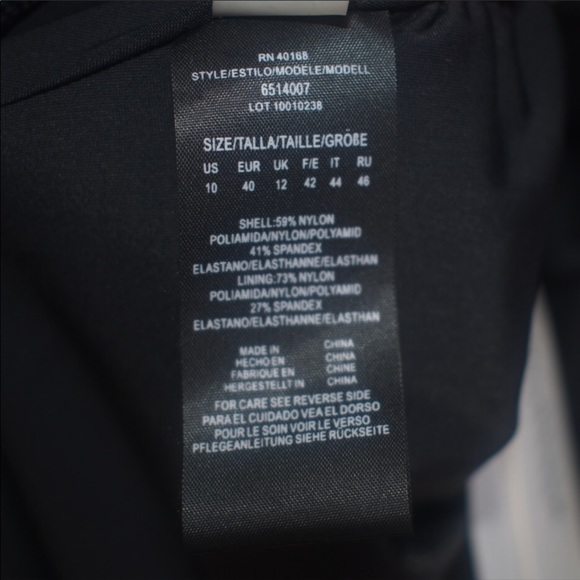 RN 40168
STYLE/ESTILO/MODÈLE/MODELL
6514007
LOT 10010238
SIZE/TALLA/TAILLE/GRÖBE
US EUR UK F/E IT RU
10 40 12 42 44 46
SHELL:59% NYLON
POLIAMIDA/NYLON/POLYAMID
41% SPANDEX
ELASTANO/ELASTHANNE/ELASTHAN
LINING:73% NYLON
POLIAMIDA/NYLON/POLYAMID
27% SPANDEX
ELASTANO/ELASTHANNE/ELASTHAN
MADE IN CHINA
HECHO EN CHINA
FABRIQUE EN CHINE
HERGESTELLT IN CHINA
FOR CARE SEE REVERSE SIDE
PARA EL CUIDADO VEA EL DORSO
POUR LE SOIN VOIR LE VERSO
PFLEGEANLEITUNG SIEHE RÜCKSEITE